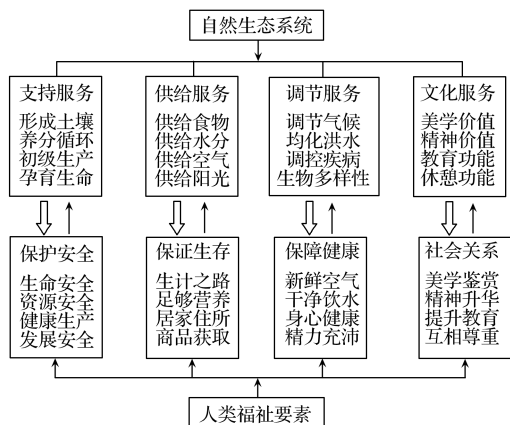 自然生态系统
支持服务
形成土壤
养分循环
初级生产
孕育生命
供给服务
供给食物
供给水分
供给空气
供给阳光
调节服务
调节气候
均化洪水
调控疾病
生物多样性
文化服务
美学价值
精神价值
教育功能
休憩功能
保护安全
生命安全
资源安全
健康生产
发展安全
保证生存
生计之路
足够营养
居家住所
商品获取
保障健康
新鲜空气
干净饮水
身心健康
精力充沛
社会关系
美学鉴赏
精神升华
提升教育
互相尊重
人类福祉要素